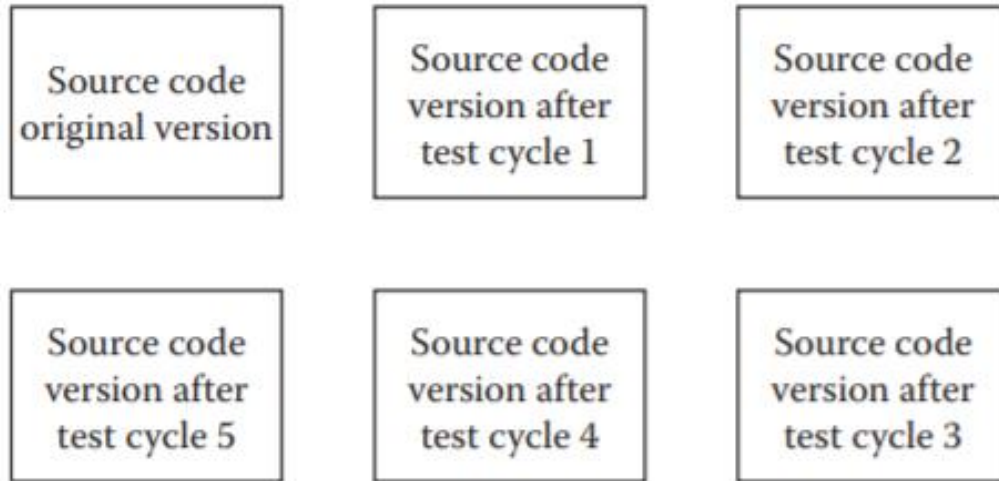 Source code
original version
Source code
version after
test cycle 1
Source code
version after
test cycle 2
Source code
version after
test cycle 5
Source code
version after
test cycle 4
Source code
version after
test cycle 3